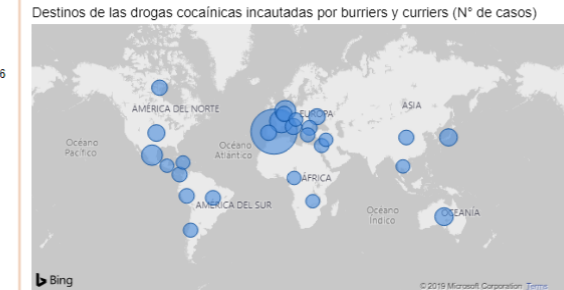 Destinos de las drogas cocaínicas incautadas por burriers y curriers (N° de casos)
6
AMÉRICA DEL NORTE
EUROPA
ASIA
Océano
Pacífico
Océano
Atlántico
ÁFRICA
AMÉRICA DEL SUR
Océano
Índico
OCEANÍA
Bing
© 2019 Microsoft Corporation Terms